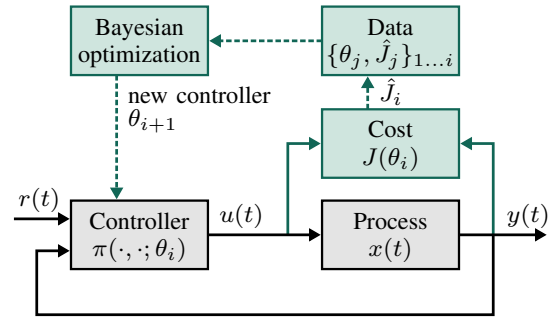 Bayesian
optimization
Data
{θ_j, Ĵ_j}_{1...i}
new controller
θ_{i+1}
Ĵ_i
Cost
J(θ_i)
r(t)
Controller
π(·, ·; θ_i)
u(t)
Process
x(t)
y(t)